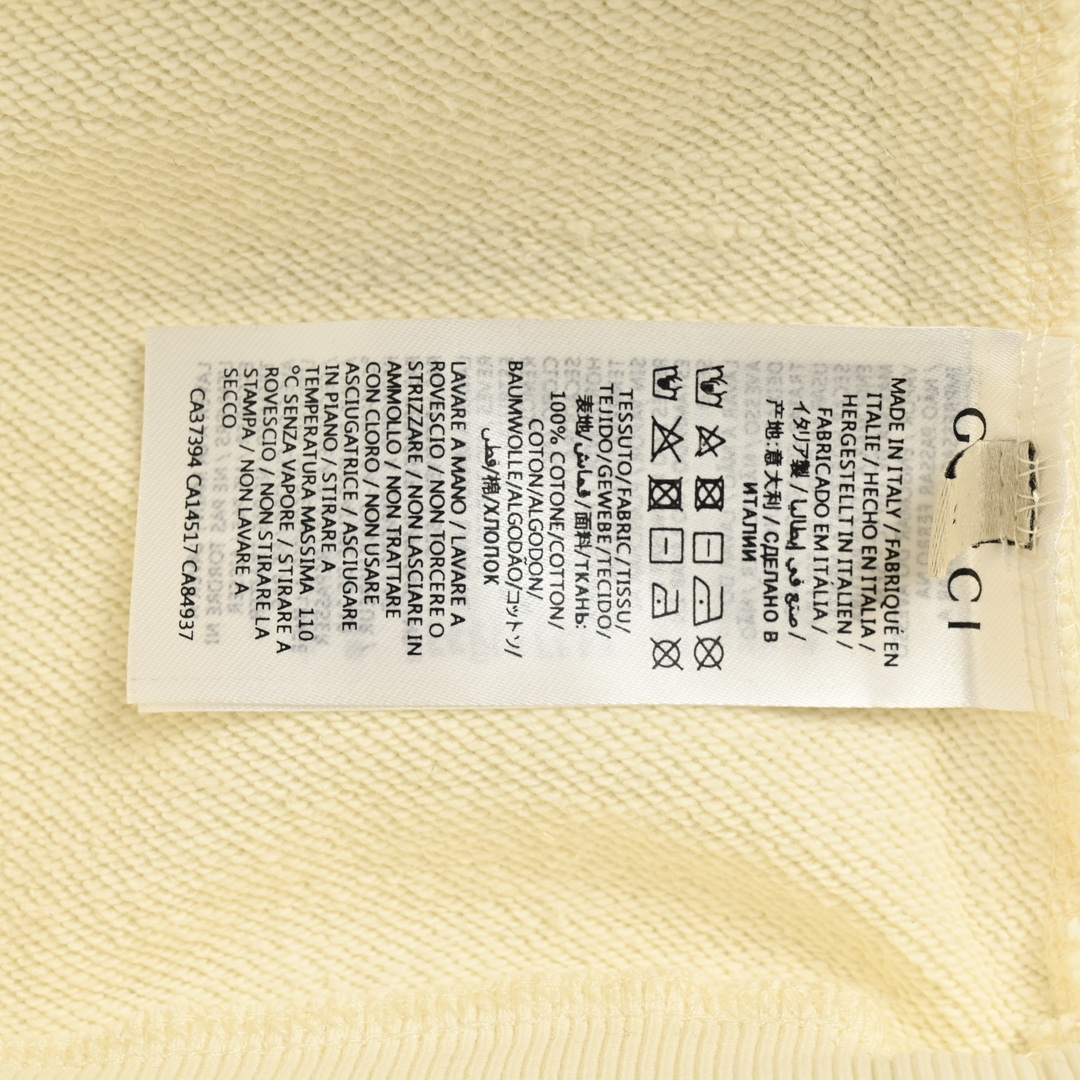 MADE IN ITALY / FABRIQUÉ EN
ITALIE / HECHO EN ITALIA /
HERGESTELLT IN ITALIEN /
FABRICADO EM ITALIA /
イタリア製 / صنع في إيطاليا /
产地:意大利 / СДЕЛАНО В
ИТАЛИИ
TESSUTO/FABRIC/TISSU/
TEJIDO/GEWEBE/TECIDO/
表地/قماش/面料/ТКАНЬ:
100% COTONE/COTTON/
COTON/ALGODON/
BAUMWOLLE/ALGODÃO/コットン/
قطن/棉/ХЛОПОК
LAVARE A MANO / LAVARE A
ROVESCIO / NON TORCERE O
STRIZZARE / NON LASCIARE IN
AMMOLLO / NON TRATTARE
CON CLORO / NON USARE
ASCIUGATRICE / ASCIUGARE
IN PIANO / STIRARE A
TEMPERATURA MASSIMA 110
°C SENZA VAPORE / STIRARE A
ROVESCIO / NON STIRARE LA
STAMPA / NON LAVARE A
SECCO
CA37394 CA14517 CA84937